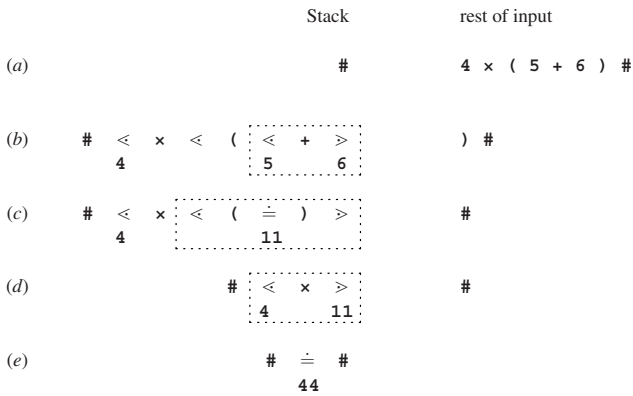 Stack rest of input
(a) # 4 × ( 5 + 6 ) #
(b) # ⋖ × ⋖ ( ⋖ + ⋗ ) #
4 5 6
(c) # ⋖ × ⋖ ( ≐ ) ⋗ #
4 11
(d) # ⋖ × ⋗ #
4 11
(e) # ≐ #
44